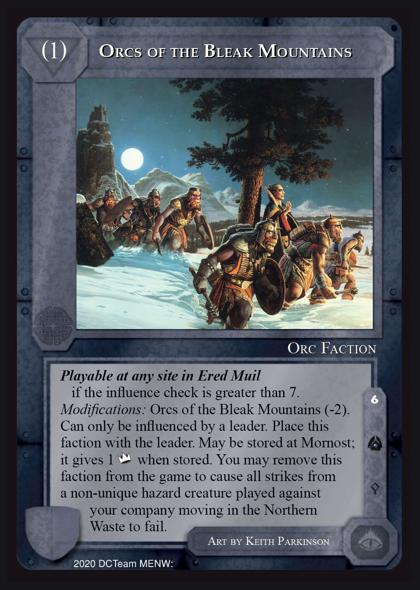 (1)
Orcs of the Bleak Mountains
Orc Faction
Playable at any site in Ered Muil
if the influence check is greater than 7.
Modifications: Orcs of the Bleak Mountains (-2).
Can only be influenced by a leader. Place this
faction with the leader. May be stored at Mornost;
it gives 1 when stored. You may remove this
faction from the game to cause all strikes from
a non-unique hazard creature played against
your company moving in the Northern
Waste to fail.
6
Art by Keith Parkinson
2020 DCTeam MENW: